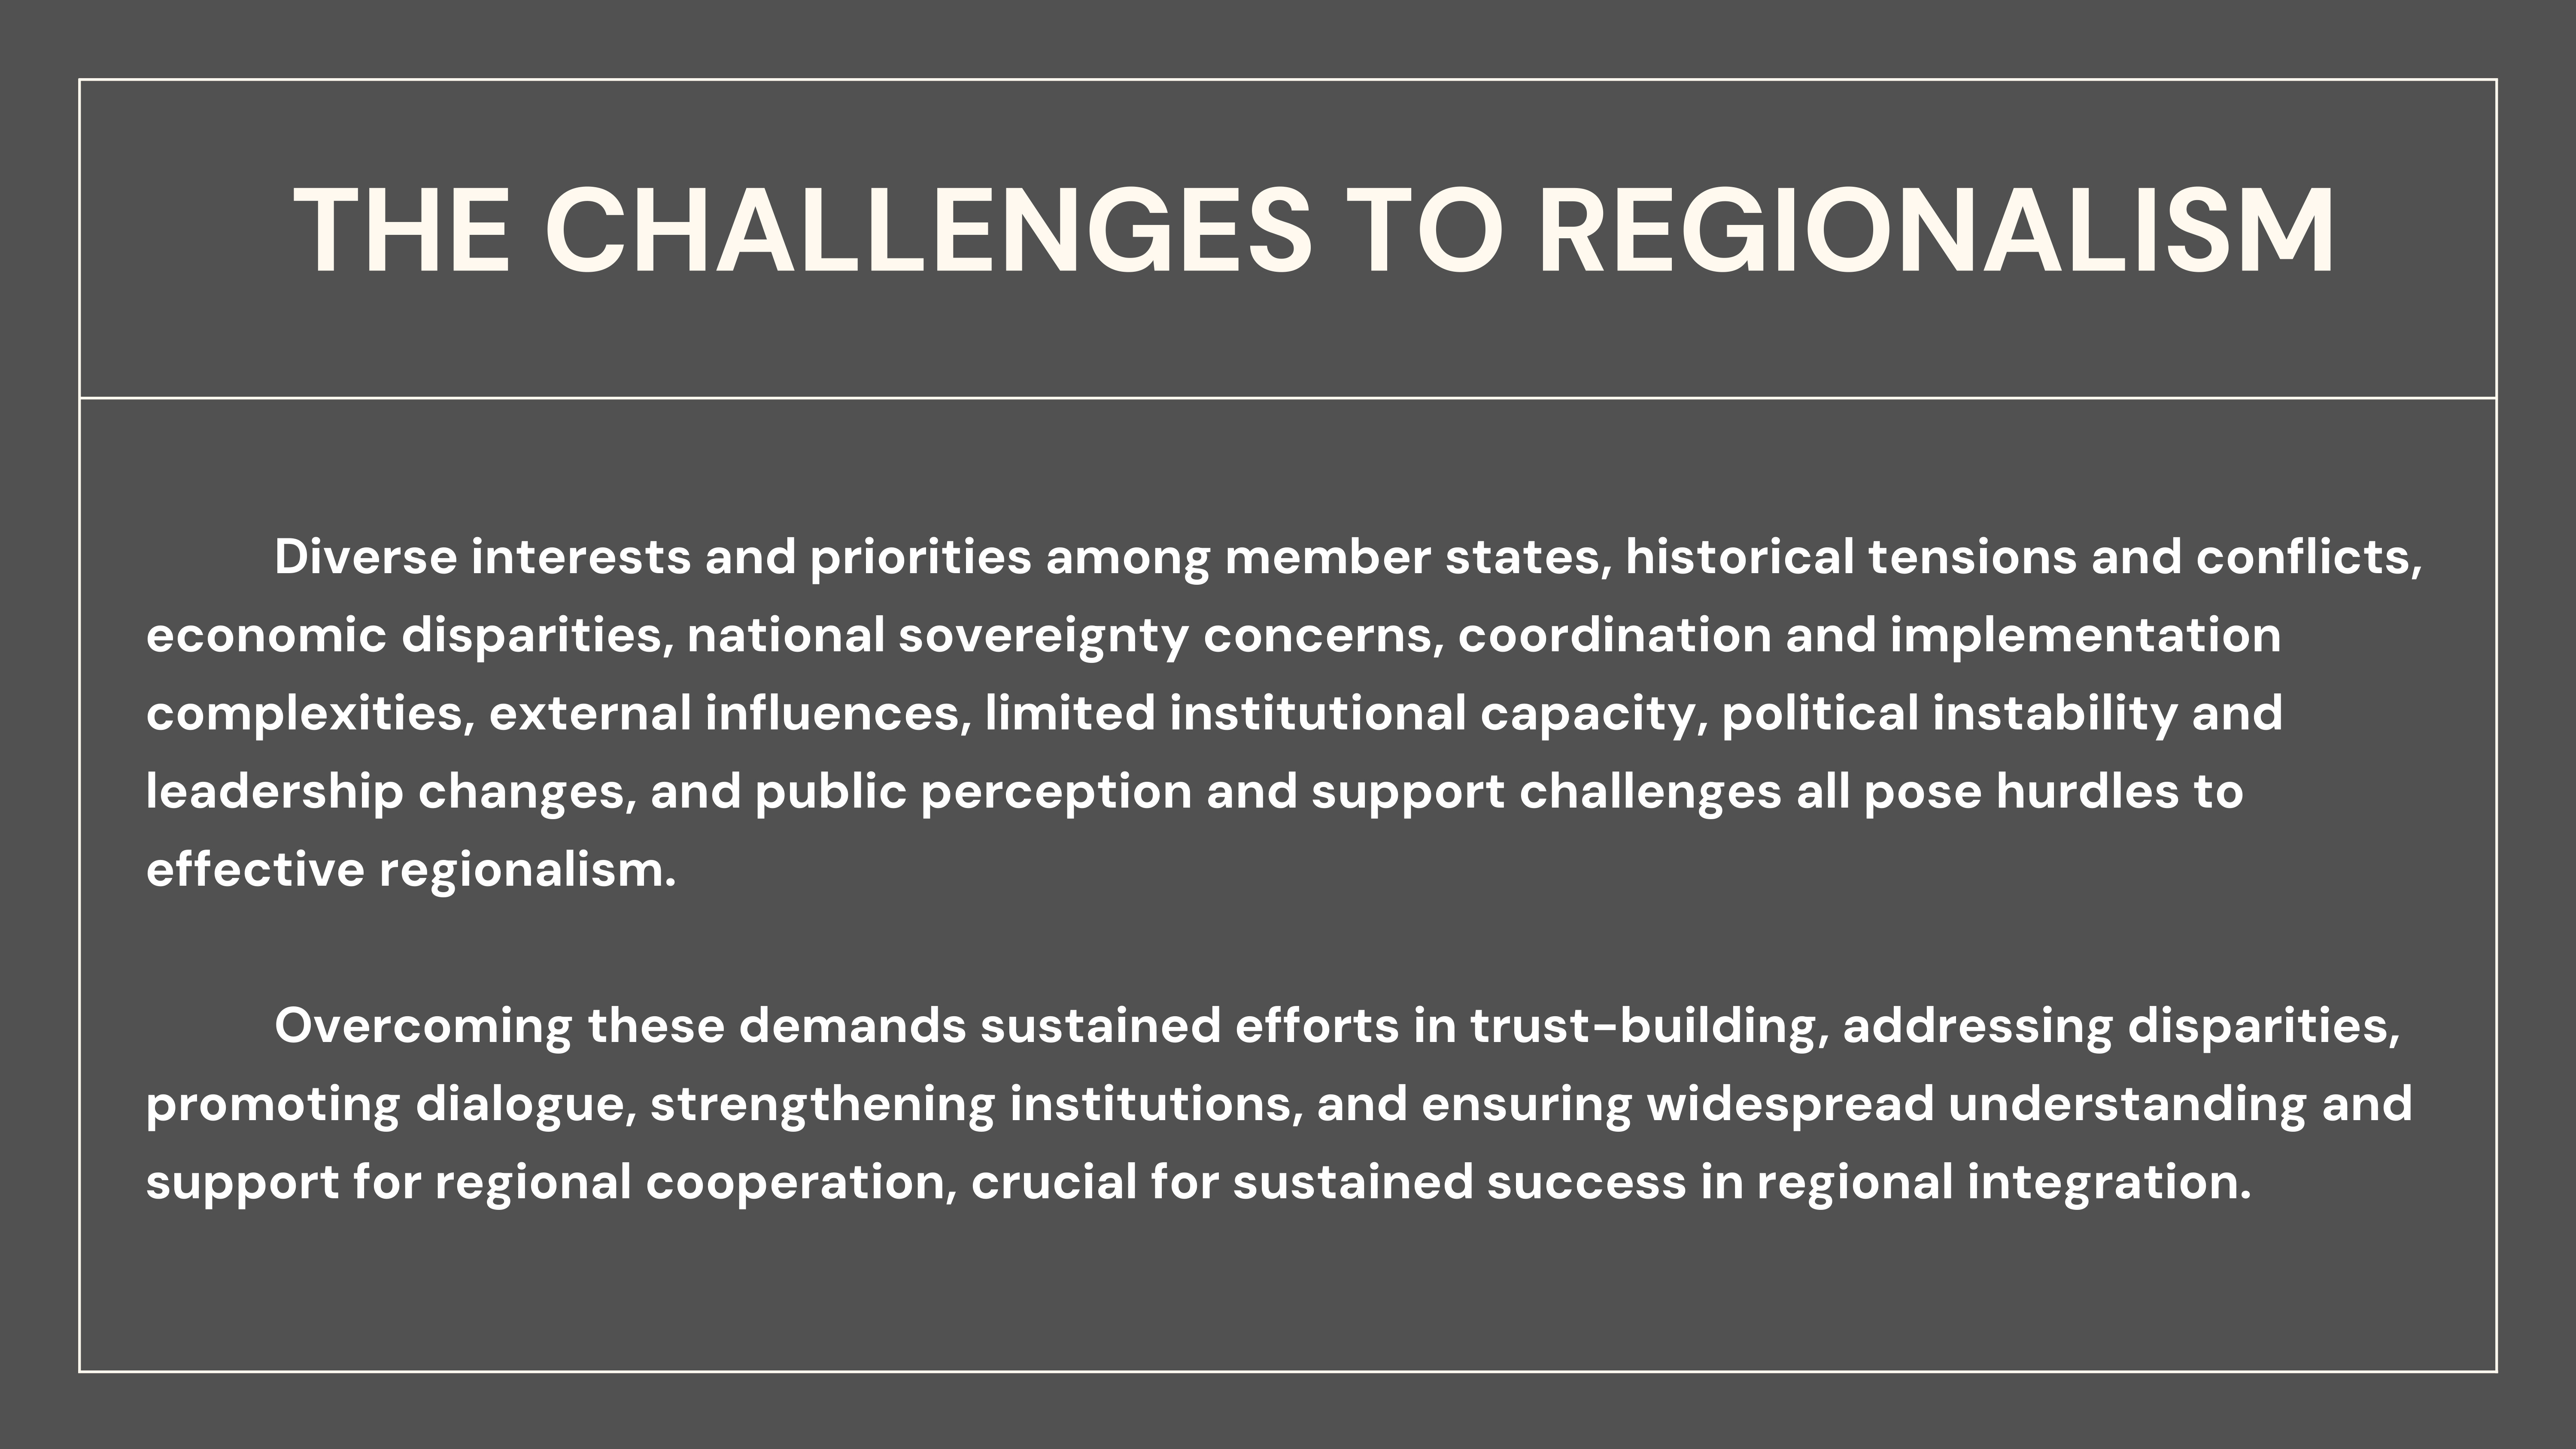 THE CHALLENGES TO REGIONALISM
Diverse interests and priorities among member states, historical tensions and conflicts,
economic disparities, national sovereignty concerns, coordination and implementation
complexities, external influences, limited institutional capacity, political instability and
leadership changes, and public perception and support challenges all pose hurdles to
effective regionalism.
Overcoming these demands sustained efforts in trust-building, addressing disparities,
promoting dialogue, strengthening institutions, and ensuring widespread understanding and
support for regional cooperation, crucial for sustained success in regional integration.